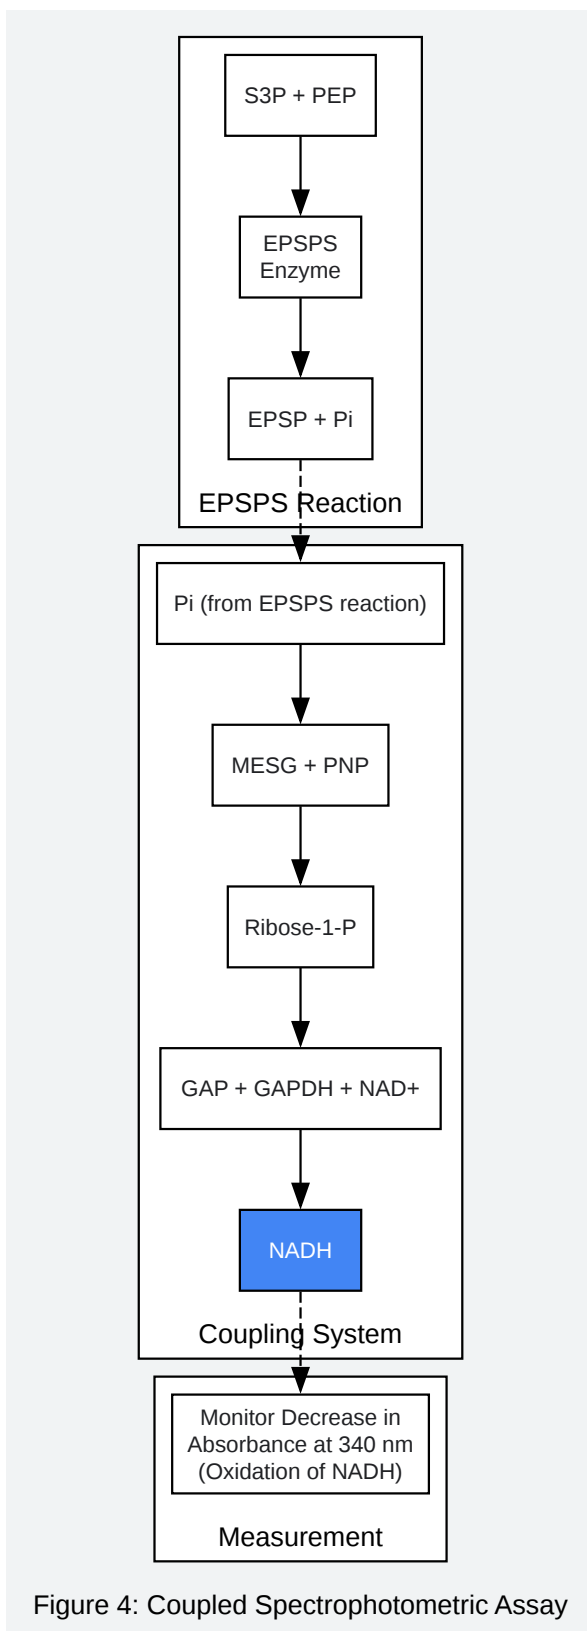 S3P + PEP
EPSPS
Enzyme
EPSP + Pi
EPSPS Reaction
Pi (from EPSPS reaction)
MESG + PNP
Ribose-1-P
GAP + GAPDH + NAD+
NADH
Coupling System
Monitor Decrease in
Absorbance at 340 nm
(Oxidation of NADH)
Measurement
Figure 4: Coupled Spectrophotometric Assay